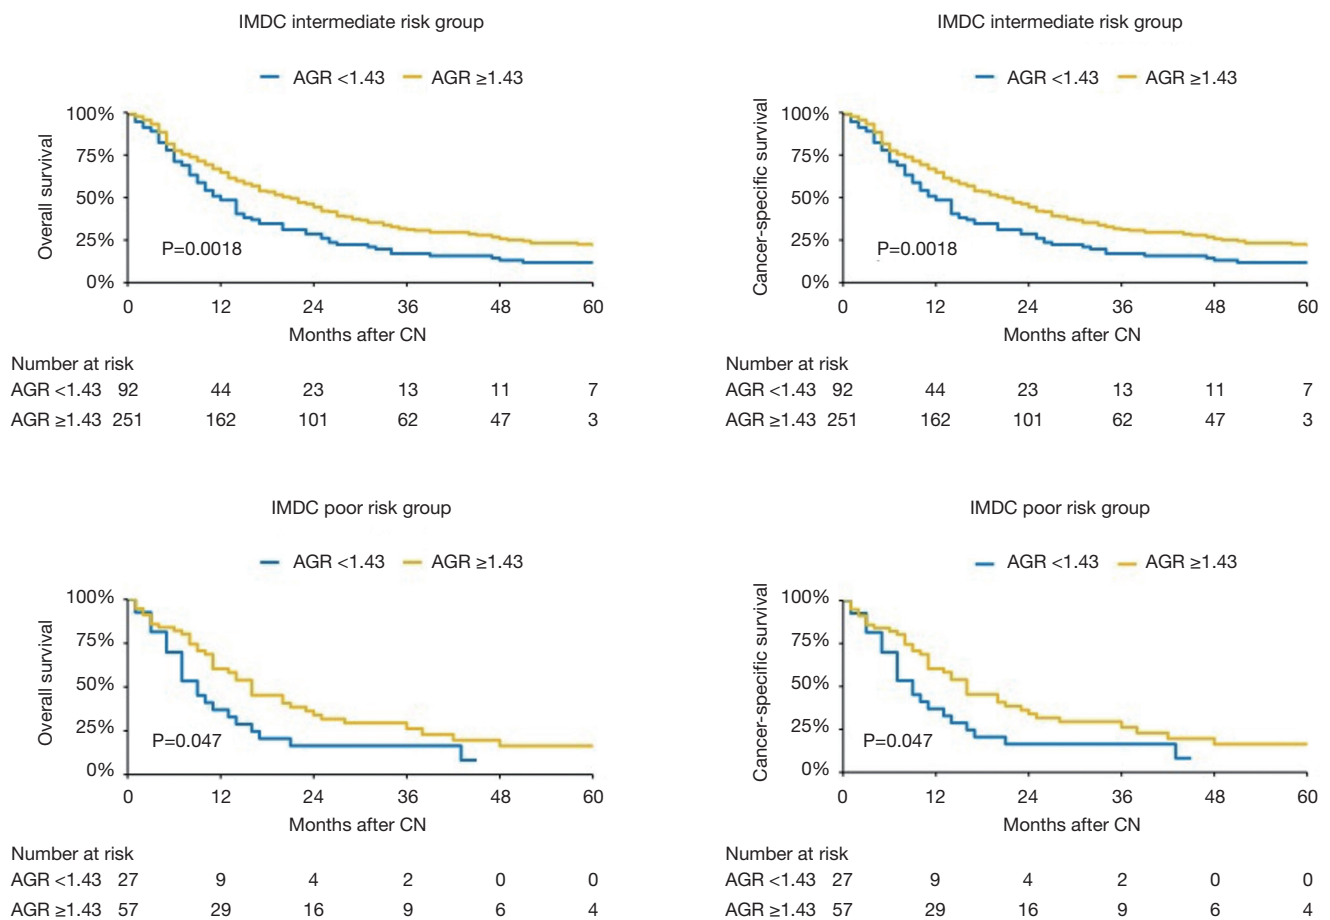 IMDC intermediate risk group
AGR <1.43 AGR ≥1.43
Overall survival
100%
75%
50%
25%
0%
P=0.0018
0 12 24 36 48 60
Months after CN
Number at risk
AGR <1.43 92 44 23 13 11 7
AGR ≥1.43 251 162 101 62 47 3
IMDC intermediate risk group
AGR <1.43 AGR ≥1.43
Cancer-specific survival
100%
75%
50%
25%
0%
P=0.0018
0 12 24 36 48 60
Months after CN
Number at risk
AGR <1.43 92 44 23 13 11 7
AGR ≥1.43 251 162 101 62 47 3
IMDC poor risk group
AGR <1.43 AGR ≥1.43
Overall survival
100%
75%
50%
25%
0%
P=0.047
0 12 24 36 48 60
Months after CN
Number at risk
AGR <1.43 27 9 4 2 0 0
AGR ≥1.43 57 29 16 9 6 4
IMDC poor risk group
AGR <1.43 AGR ≥1.43
Cancer-specific survival
100%
75%
50%
25%
0%
P=0.047
0 12 24 36 48 60
Months after CN
Number at risk
AGR <1.43 27 9 4 2 0 0
AGR ≥1.43 57 29 16 9 6 4